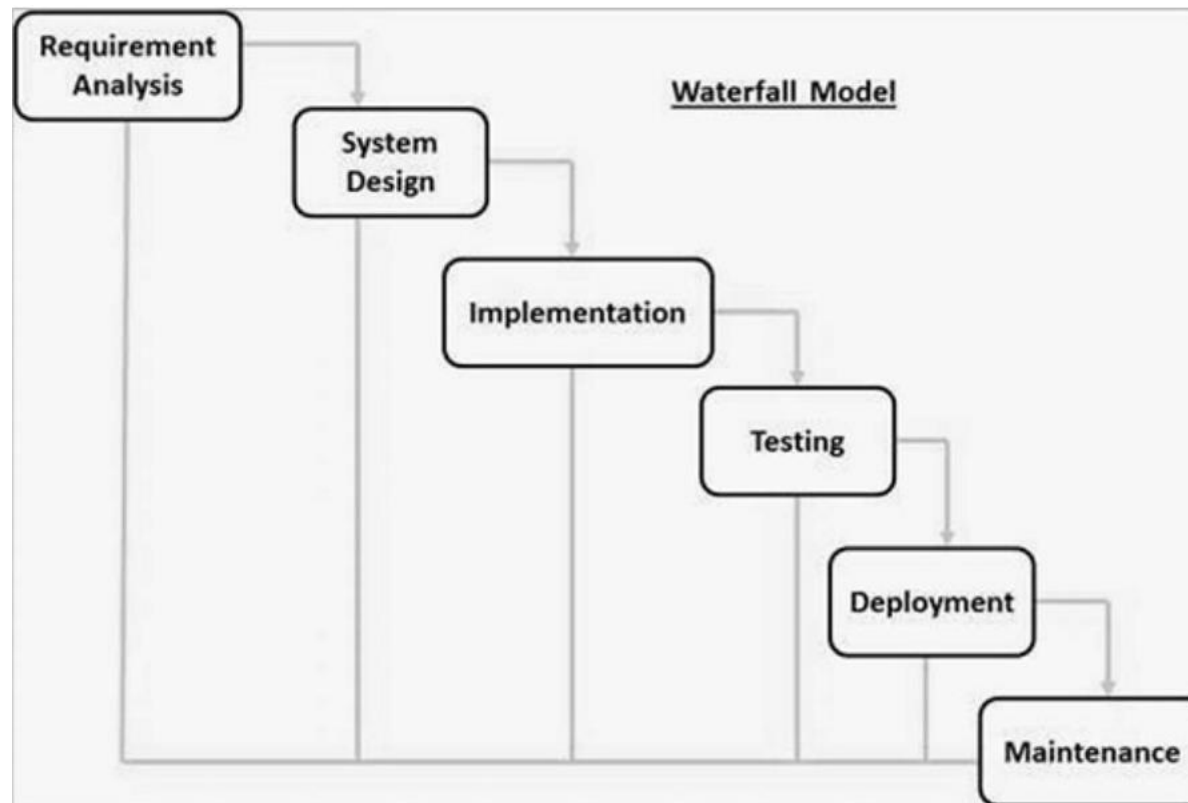 Requirement
Analysis
Waterfall Model
System
Design
Implementation
Testing
Deployment
Maintenance